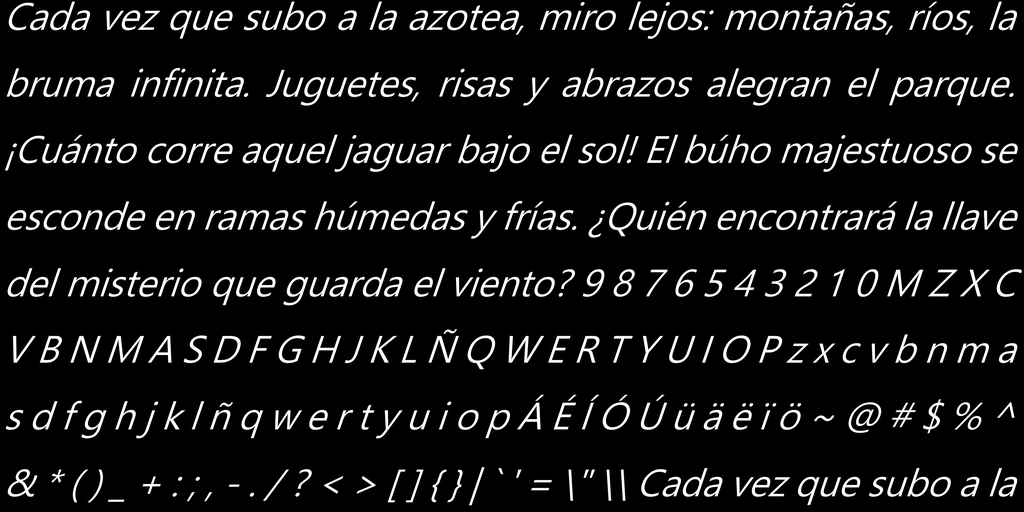 Cada vez que subo a la azotea, miro lejos: montañas, ríos, la
bruma infinita. Juguetes, risas y abrazos alegran el parque.
¡Cuánto corre aquel jaguar bajo el sol! El búho majestuoso se
esconde en ramas húmedas y frías. ¿Quién encontrará la llave
del misterio que guarda el viento? 9 8 7 6 5 4 3 2 1 0 M Z X C
V B N M A S D F G H J K L Ñ Q W E R T Y U I O P z x c v b n m a
s d f g h j k l ñ q w e r t y u i o p Á É Í Ó Ú ü ä ë ï ö ~ @ # $ % ^
& * ( ) _ + : ; , - . / ? < > [ ] { } | ` ' = \" \\ Cada vez que subo a la